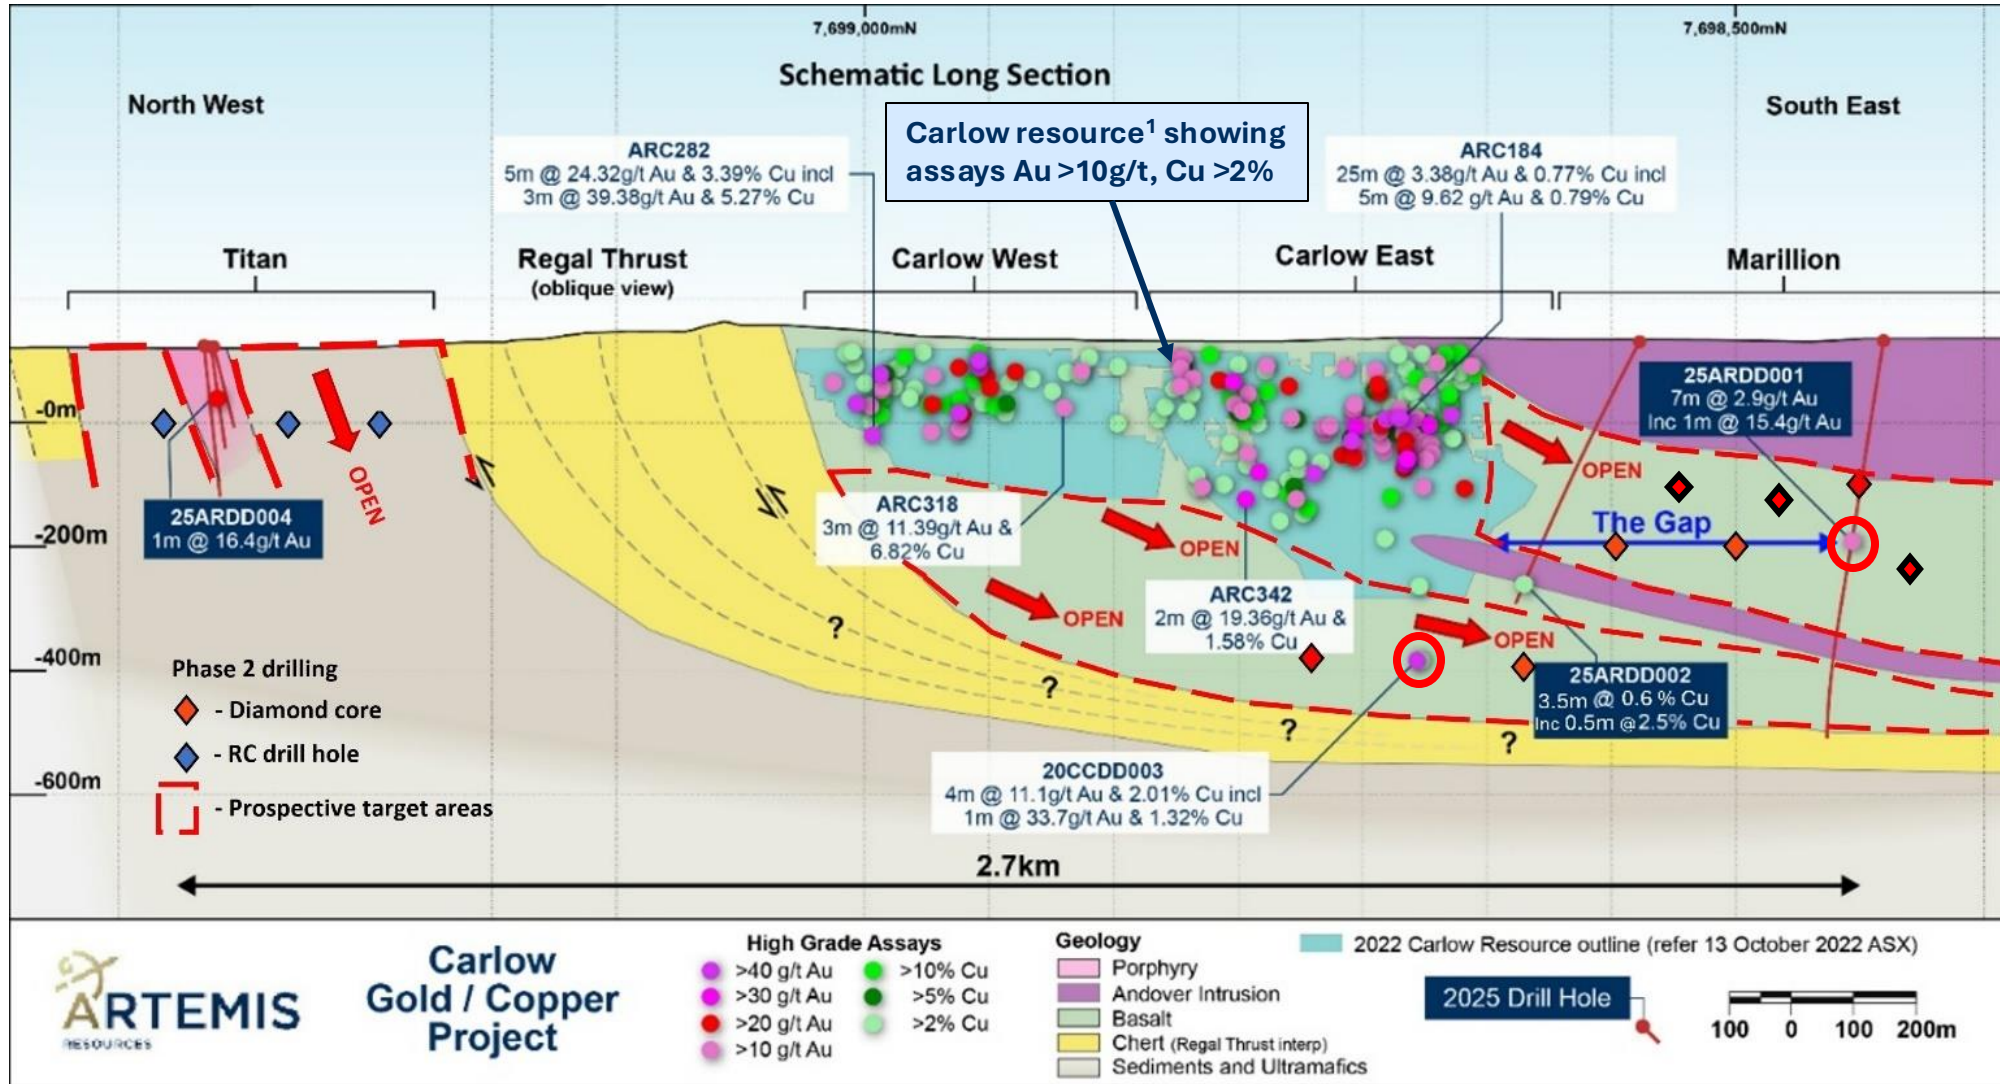 7,699,000mN
7,698,500mN
Schematic Long Section
North West
South East
Carlow resource¹ showing
assays Au >10g/t, Cu >2%
ARC282
5m @ 24.32g/t Au & 3.39% Cu incl
3m @ 39.38g/t Au & 5.27% Cu
ARC184
25m @ 3.38g/t Au & 0.77% Cu incl
5m @ 9.62 g/t Au & 0.79% Cu
Titan
Regal Thrust
(oblique view)
Carlow West
Carlow East
Marillion
25ARDD001
7m @ 2.9g/t Au
Inc 1m @ 15.4g/t Au
-0m
OPEN
OPEN
25ARDD004
1m @ 16.4g/t Au
ARC318
3m @ 11.39g/t Au &
6.82% Cu
The Gap
-200m
OPEN
ARC342
2m @ 19.36g/t Au &
1.58% Cu
OPEN
OPEN
?
-400m
25ARDD002
3.5m @ 0.6 % Cu
Inc 0.5m @2.5% Cu
?
?
?
20CCDD003
4m @ 11.1g/t Au & 2.01% Cu incl
1m @ 33.7g/t Au & 1.32% Cu
-600m
Phase 2 drilling
- Diamond core
- RC drill hole
- Prospective target areas
2.7km
ARTEMIS
RESOURCES
Carlow
Gold / Copper
Project
High Grade Assays
>40 g/t Au
>30 g/t Au
>20 g/t Au
>10 g/t Au
>10% Cu
>5% Cu
>2% Cu
Geology
Porphyry
Andover Intrusion
Basalt
Chert (Regal Thrust interp)
Sediments and Ultramafics
2022 Carlow Resource outline (refer 13 October 2022 ASX)
2025 Drill Hole
100 0 100 200m